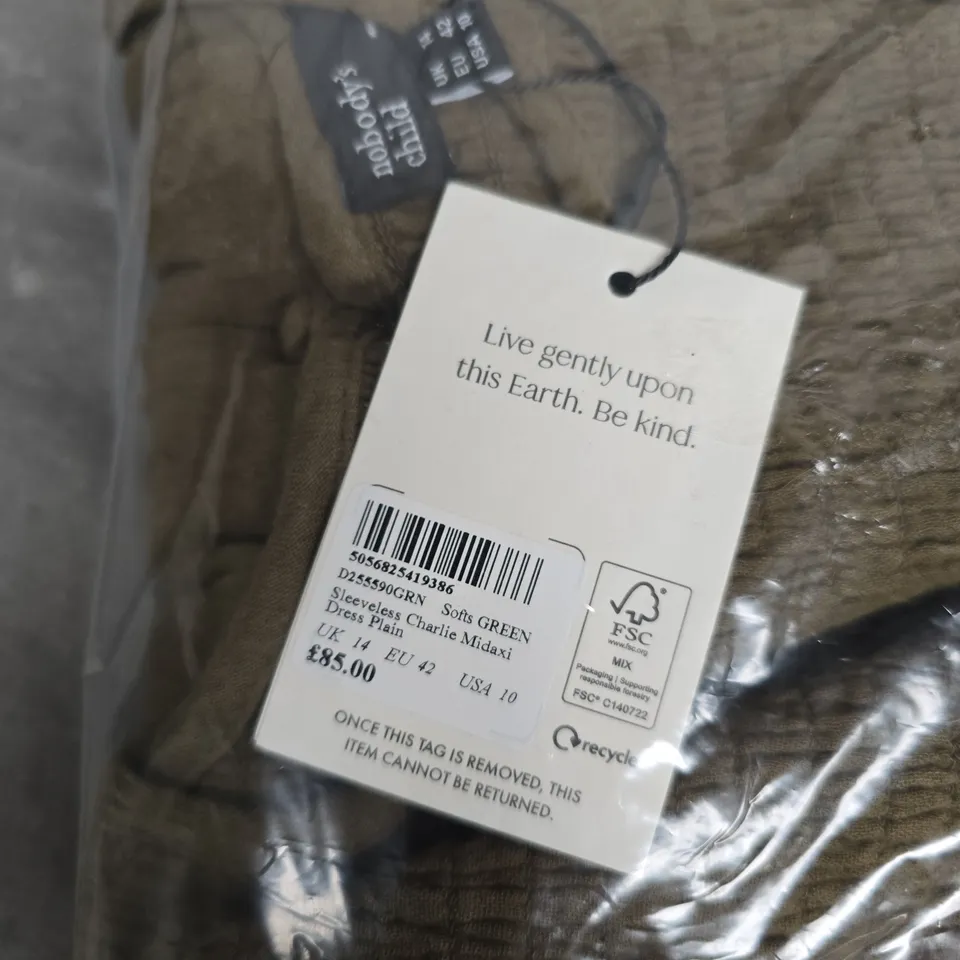 nobody's
child
UK 14
EU 42
USA 10
Live gently upon
this Earth. Be kind.
5056825419386
D255590GRN Softs GREEN
Sleeveless Charlie Midaxi
Dress Plain
UK 14 EU 42 USA 10
£85.00
FSC
www.fsc.org
MIX
Packaging | Supporting
responsible forestry
FSC® C140722
recycle
ONCE THIS TAG IS REMOVED, THIS
ITEM CANNOT BE RETURNED.